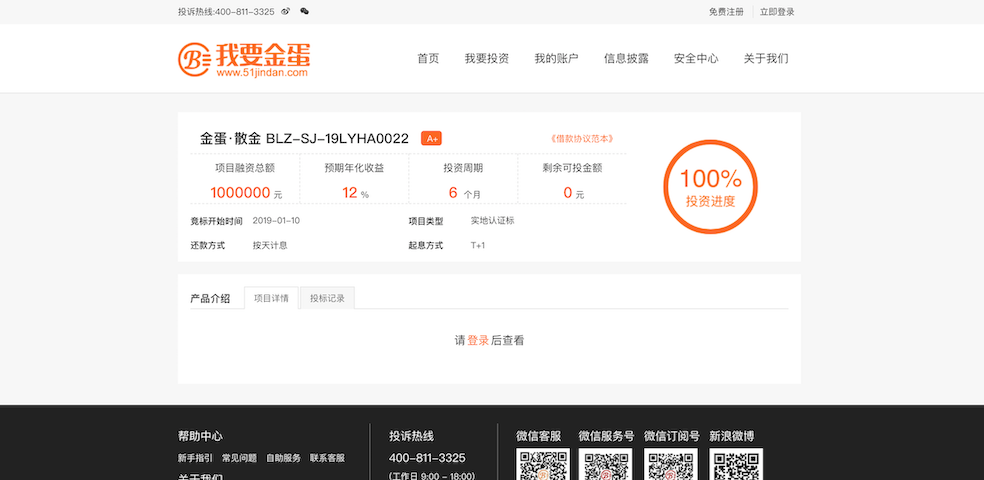 投诉热线:400-811-3325
免费注册 立即登录
我要金蛋
www.51jindan.com
首页 我要投资 我的账户 信息披露 安全中心 关于我们
金蛋·散金 BLZ-SJ-19LYHA0022 A+ 《借款协议范本》
项目融资总额 预期年化收益 投资周期 剩余可投金额
1000000 元 12 % 6 个月 0 元
100%
投资进度
竞标开始时间 2019-01-10 项目类型 实地认证标
还款方式 按天计息 起息方式 T+1
产品介绍 项目详情 投标记录
请 登录 后查看
帮助中心 投诉热线 微信客服 微信服务号 微信订阅号 新浪微博
新手指引 常见问题 自助服务 联系客服 400-811-3325
关于我们 (工作日 9:00 - 18:00)